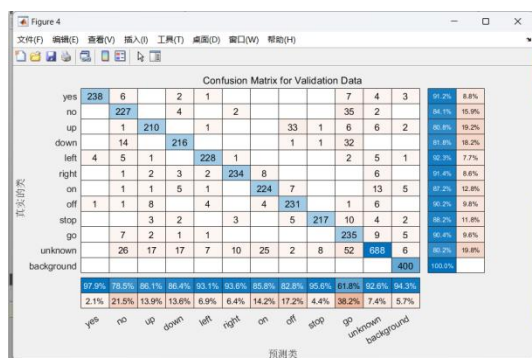 Figure 4
文件(F) 编辑(E) 查看(V) 插入(I) 工具(T) 桌面(D) 窗口(W) 帮助(H)
Confusion Matrix for Validation Data
yes 238 6 2 1 7 4 3 91.2% 8.8%
no 227 4 2 35 2 84.1% 15.9%
up 1 210 1 33 1 6 6 2 80.8% 19.2%
down 14 216 1 1 32 81.8% 18.2%
left 4 5 1 228 1 2 5 1 92.3% 7.7%
right 1 2 3 2 234 8 6 91.4% 8.6%
on 1 1 5 1 224 7 13 5 87.2% 12.8%
off 1 1 8 4 4 231 1 6 90.2% 9.8%
stop 3 2 3 5 217 10 4 2 88.2% 11.8%
go 7 2 1 1 235 9 5 90.4% 9.6%
unknown 26 17 17 7 10 25 2 8 52 688 6 80.2% 19.8%
background 400 100.0%
真实的类
97.9% 78.5% 86.1% 86.4% 93.1% 93.6% 85.8% 82.8% 95.6% 61.8% 92.6% 94.3%
2.1% 21.5% 13.9% 13.6% 6.9% 6.4% 14.2% 17.2% 4.4% 38.2% 7.4% 5.7%
yes no up down left right on off stop go unknown background
预测类